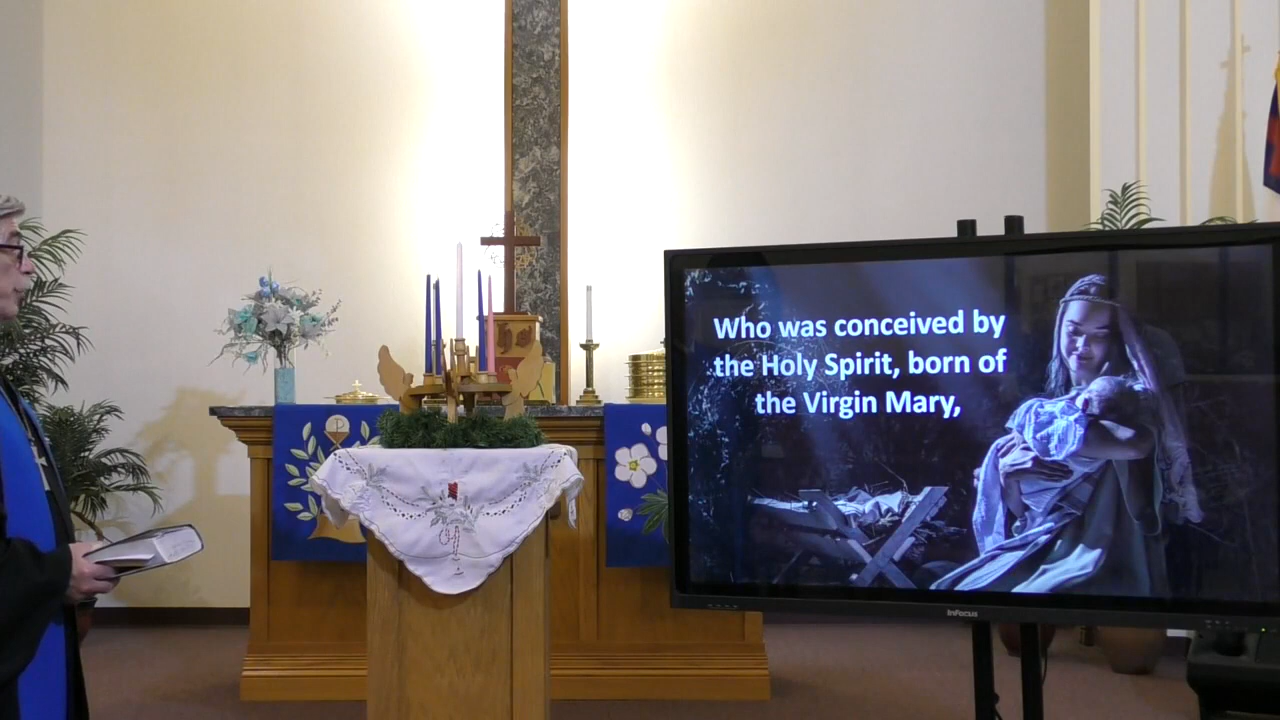 Who was conceived by
the Holy Spirit, born of
the Virgin Mary,
InFocus